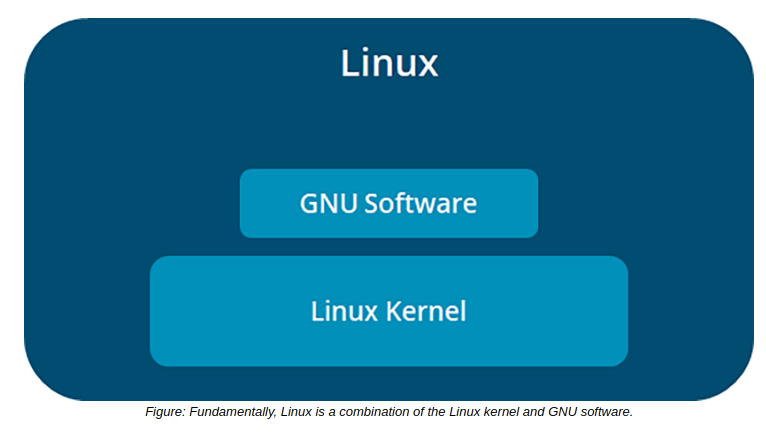 Linux
GNU Software
Linux Kernel
Figure: Fundamentally, Linux is a combination of the Linux kernel and GNU software.